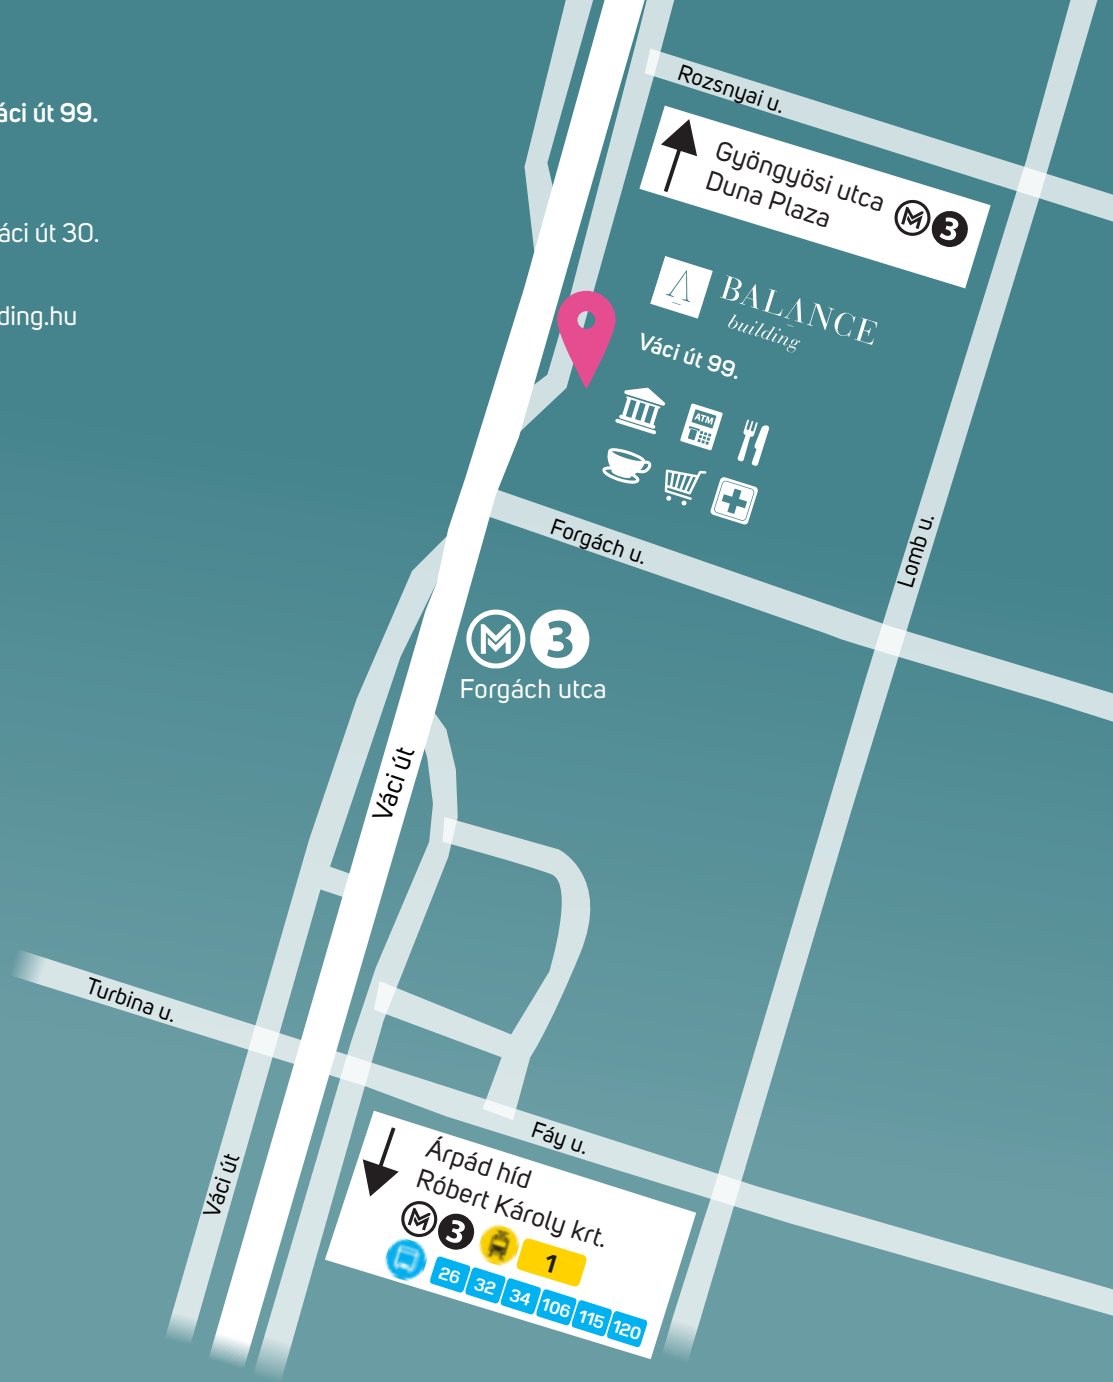 áci út 99.
áci út 30.
ding.hu
Rozsnyai u.
Gyöngyösi utca
Duna Plaza
M 3
A BALANCE
building
Váci út 99.
ATM
Forgách u.
Lomb u.
M 3
Forgách utca
Váci út
Turbina u.
Fáy u.
Váci út
Árpád híd
Róbert Károly krt.
M 3 1
26 32 34 106 115 120